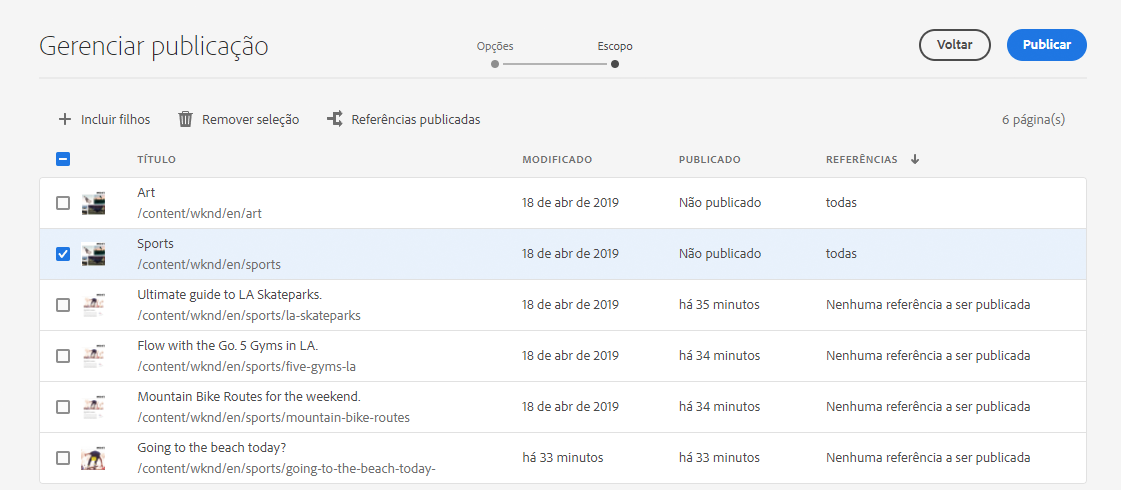 Gerenciar publicação
Opções
Escopo
Voltar
Publicar
Incluir filhos
Remover seleção
Referências publicadas
6 página(s)
TÍTULO
MODIFICADO
PUBLICADO
REFERÊNCIAS
Art
/content/wknd/en/art
18 de abr de 2019
Não publicado
todas
Sports
/content/wknd/en/sports
18 de abr de 2019
Não publicado
todas
Ultimate guide to LA Skateparks.
/content/wknd/en/sports/la-skateparks
18 de abr de 2019
há 35 minutos
Nenhuma referência a ser publicada
Flow with the Go. 5 Gyms in LA.
/content/wknd/en/sports/five-gyms-la
18 de abr de 2019
há 34 minutos
Nenhuma referência a ser publicada
Mountain Bike Routes for the weekend.
/content/wknd/en/sports/mountain-bike-routes
18 de abr de 2019
há 34 minutos
Nenhuma referência a ser publicada
Going to the beach today?
/content/wknd/en/sports/going-to-the-beach-today-
há 33 minutos
há 33 minutos
Nenhuma referência a ser publicada